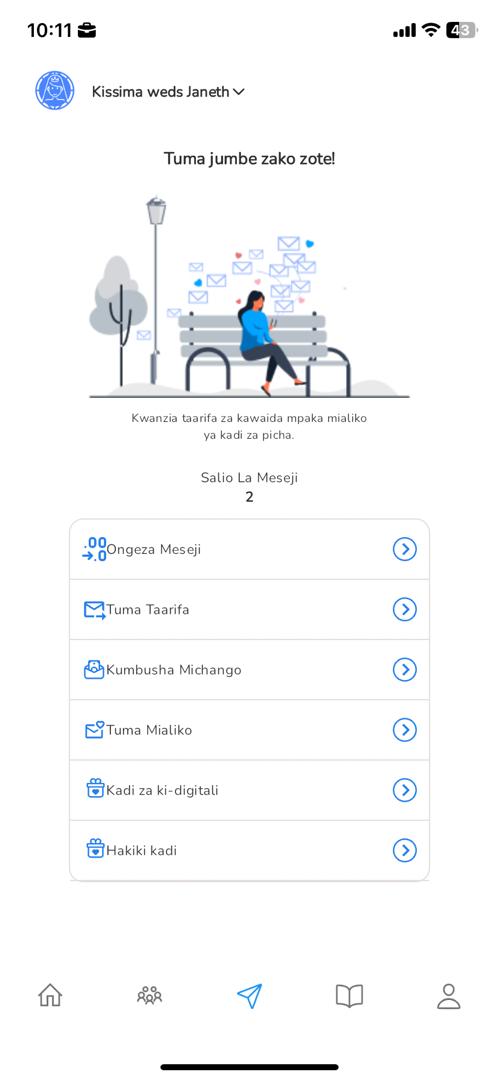 10:11
43
Kissima weds Janeth
Tuma jumbe zako zote!
Kwanzia taarifa za kawaida mpaka mialiko
ya kadi za picha.
Salio La Meseji
2
.00
→.0
Ongeza Meseji
Tuma Taarifa
Kumbusha Michango
Tuma Mialiko
Kadi za ki-digitali
Hakiki kadi